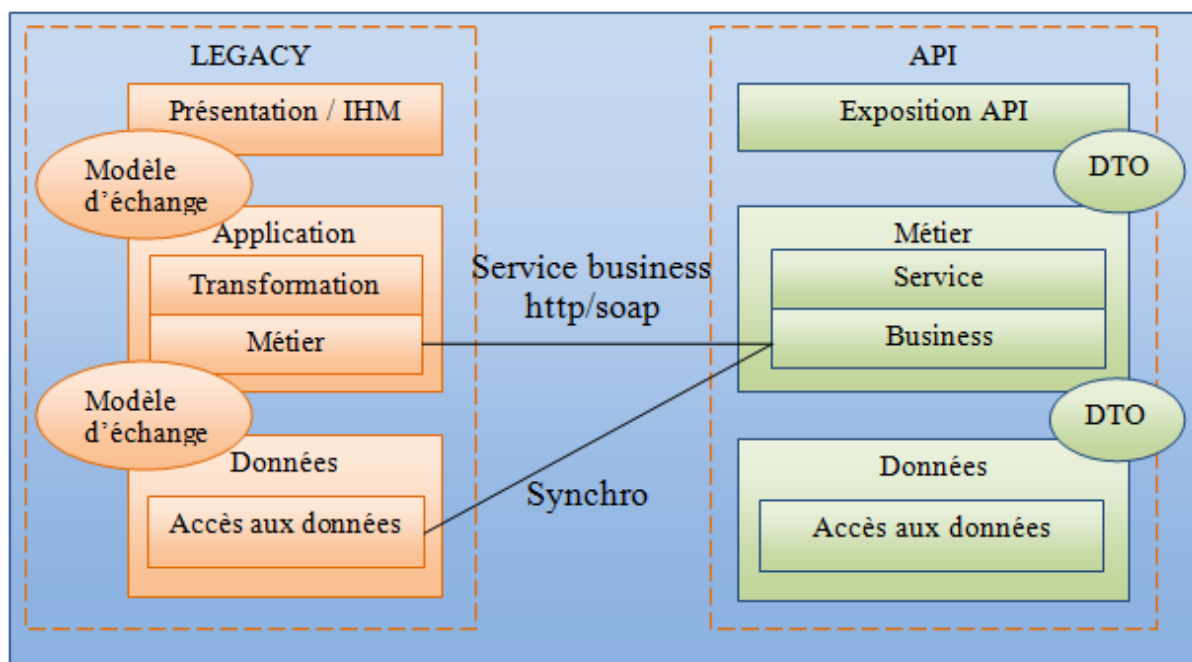 LEGACY
Présentation / IHM
Modèle
d'échange
Application
Transformation
Métier
Modèle
d'échange
Données
Accès aux données
Service business
http/soap
Synchro
API
Exposition API
DTO
Métier
Service
Business
DTO
Données
Accès aux données